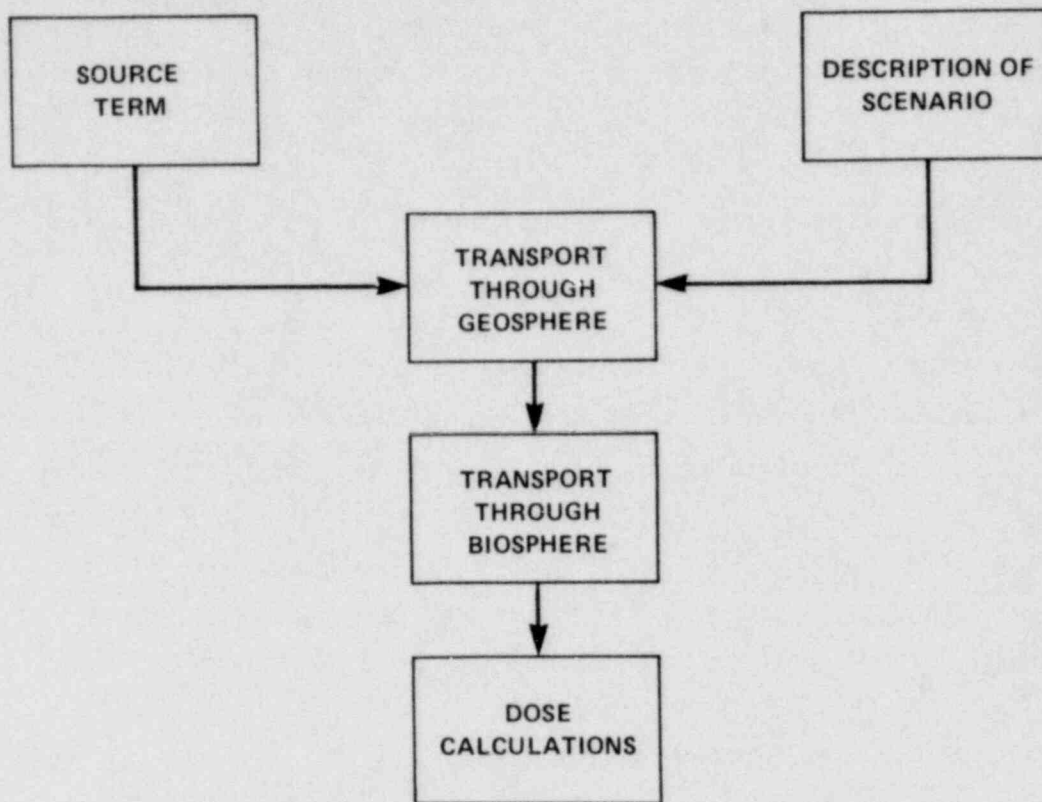 SOURCE
TERM
DESCRIPTION OF
SCENARIO
TRANSPORT
THROUGH
GEOSPHERE
TRANSPORT
THROUGH
BIOSPHERE
DOSE
CALCULATIONS